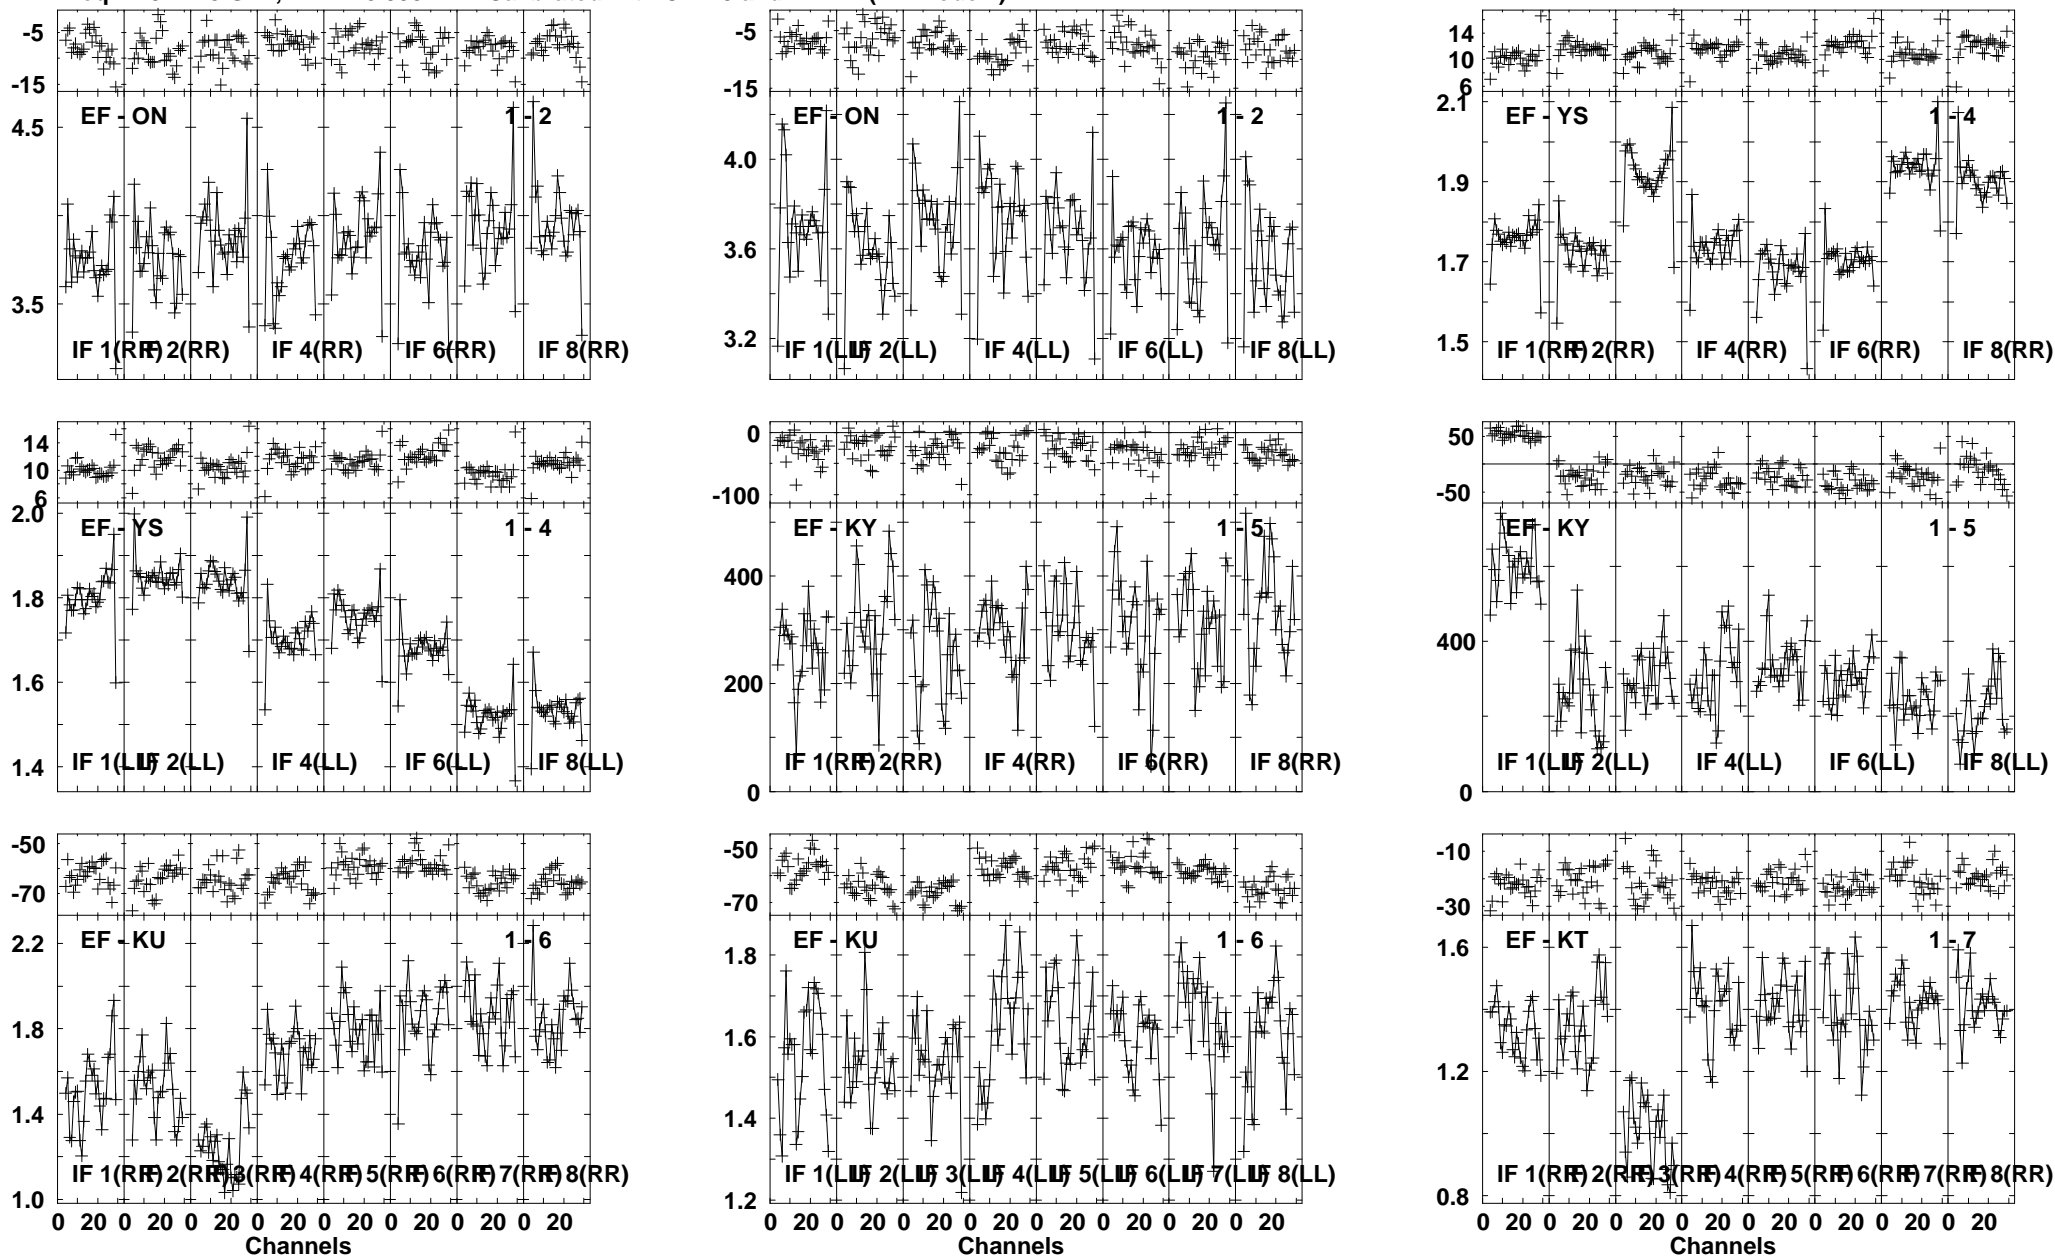 -5 -5 14
10
-15 -15 6
4.5 EF - ON 1 - 2 EF - ON 1 - 2 2.1 EF - YS 1 - 4
4.0
1.9
3.6 1.7
3.5
3.2 1.5
IF 1(RR) IF 2(RR) IF 4(RR) IF 6(RR) IF 8(RR) IF 1(LL) IF 2(LL) IF 4(LL) IF 6(LL) IF 8(LL) IF 1(RR) IF 2(RR) IF 4(RR) IF 6(RR) IF 8(RR)
14 0 50
10
6 -100 -50
2.0 EF - YS 1 - 4 EF - KY 1 - 5 EF - KY 1 - 5
1.8 400
1.6 200 400
1.4 0 0
IF 1(LL) IF 2(LL) IF 4(LL) IF 6(LL) IF 8(LL) IF 1(RR) IF 2(RR) IF 4(RR) IF 6(RR) IF 8(RR) IF 1(LL) IF 2(LL) IF 4(LL) IF 6(LL) IF 8(LL)
-50 -50 -10
-70 -70 -30
2.2 EF - KU 1 - 6 1.8 EF - KU 1 - 6 1.6 EF - KT 1 - 7
1.8 1.6
1.4 1.4 1.2
1.0 1.2 0.8
IF 1(RR) IF 2(RR) IF 3(RR) IF 4(RR) IF 5(RR) IF 6(RR) IF 7(RR) IF 8(RR) IF 1(LL) IF 2(LL) IF 3(LL) IF 4(LL) IF 5(LL) IF 6(LL) IF 7(LL) IF 8(LL) IF 1(RR) IF 2(RR) IF 3(RR) IF 4(RR) IF 5(RR) IF 6(RR) IF 7(RR) IF 8(RR)
0 20 0 20 0 20 0 20 0 20 0 20 0 20 0 20 0 20 0 20 0 20 0 20 0 20 0 20 0 20 0 20 0 20 0 20 0 20 0 20 0 20 0 20 0 20 0 20
Channels Channels Channels